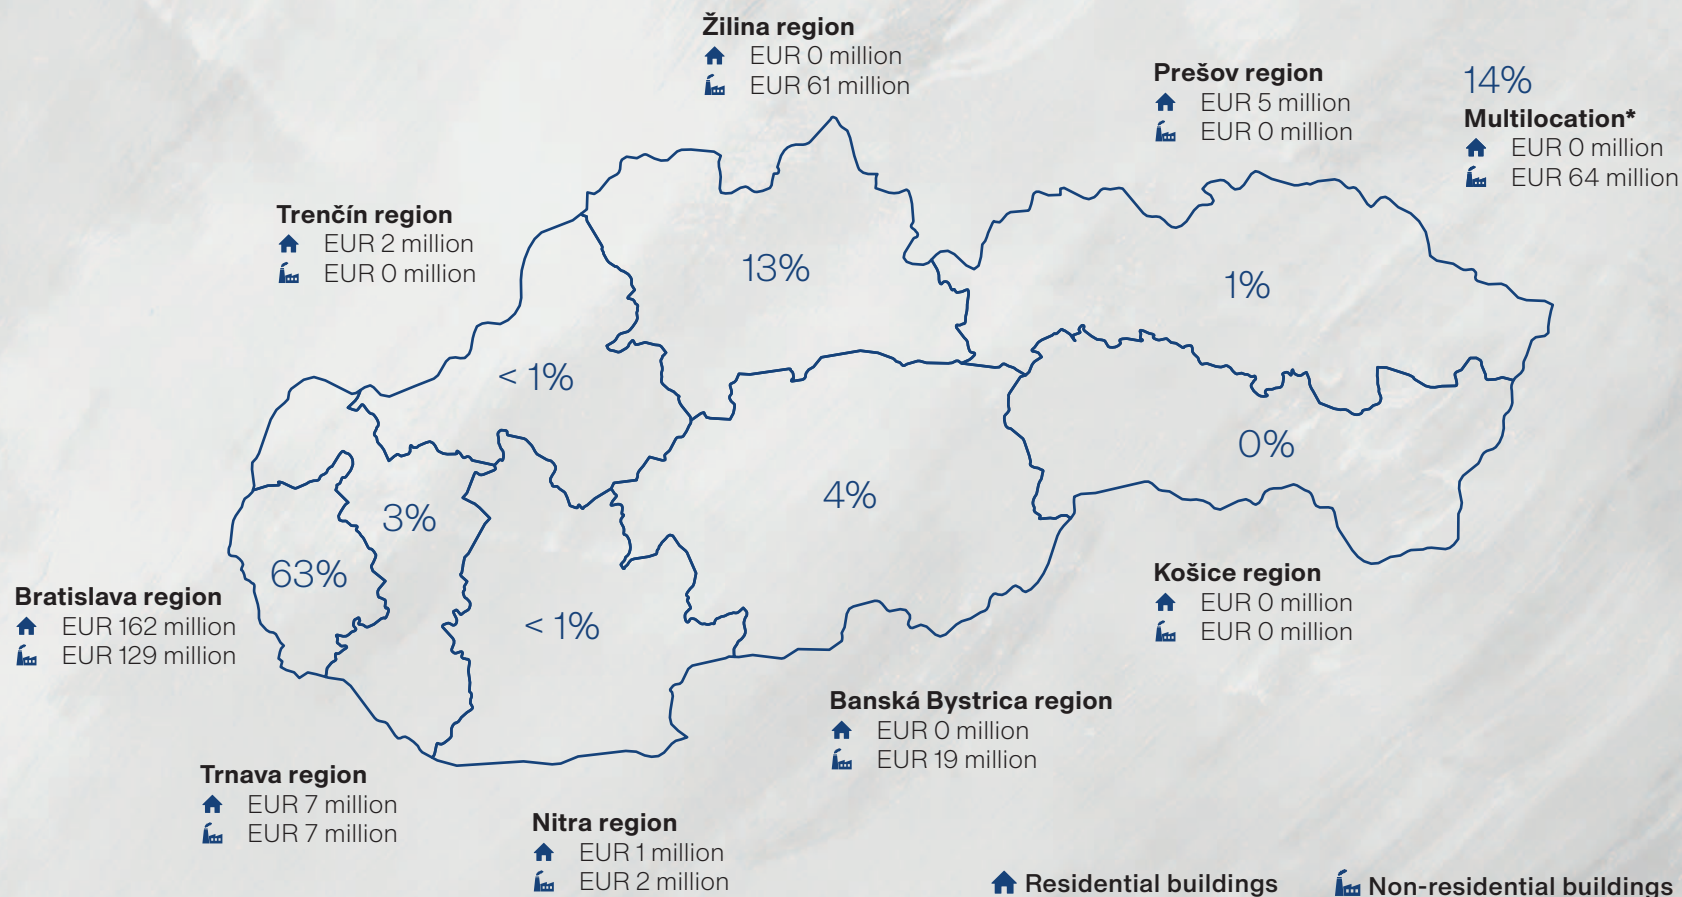 Žilina region
EUR 0 million
EUR 61 million
Prešov region
EUR 5 million
EUR 0 million
14%
Multilocation*
EUR 0 million
EUR 64 million
Trenčín region
EUR 2 million
EUR 0 million
13%
1%
< 1%
0%
4%
3%
63%
< 1%
Bratislava region
EUR 162 million
EUR 129 million
Košice region
EUR 0 million
EUR 0 million
Banská Bystrica region
EUR 0 million
EUR 19 million
Trnava region
EUR 7 million
EUR 7 million
Nitra region
EUR 1 million
EUR 2 million
Residential buildings
Non-residential buildings